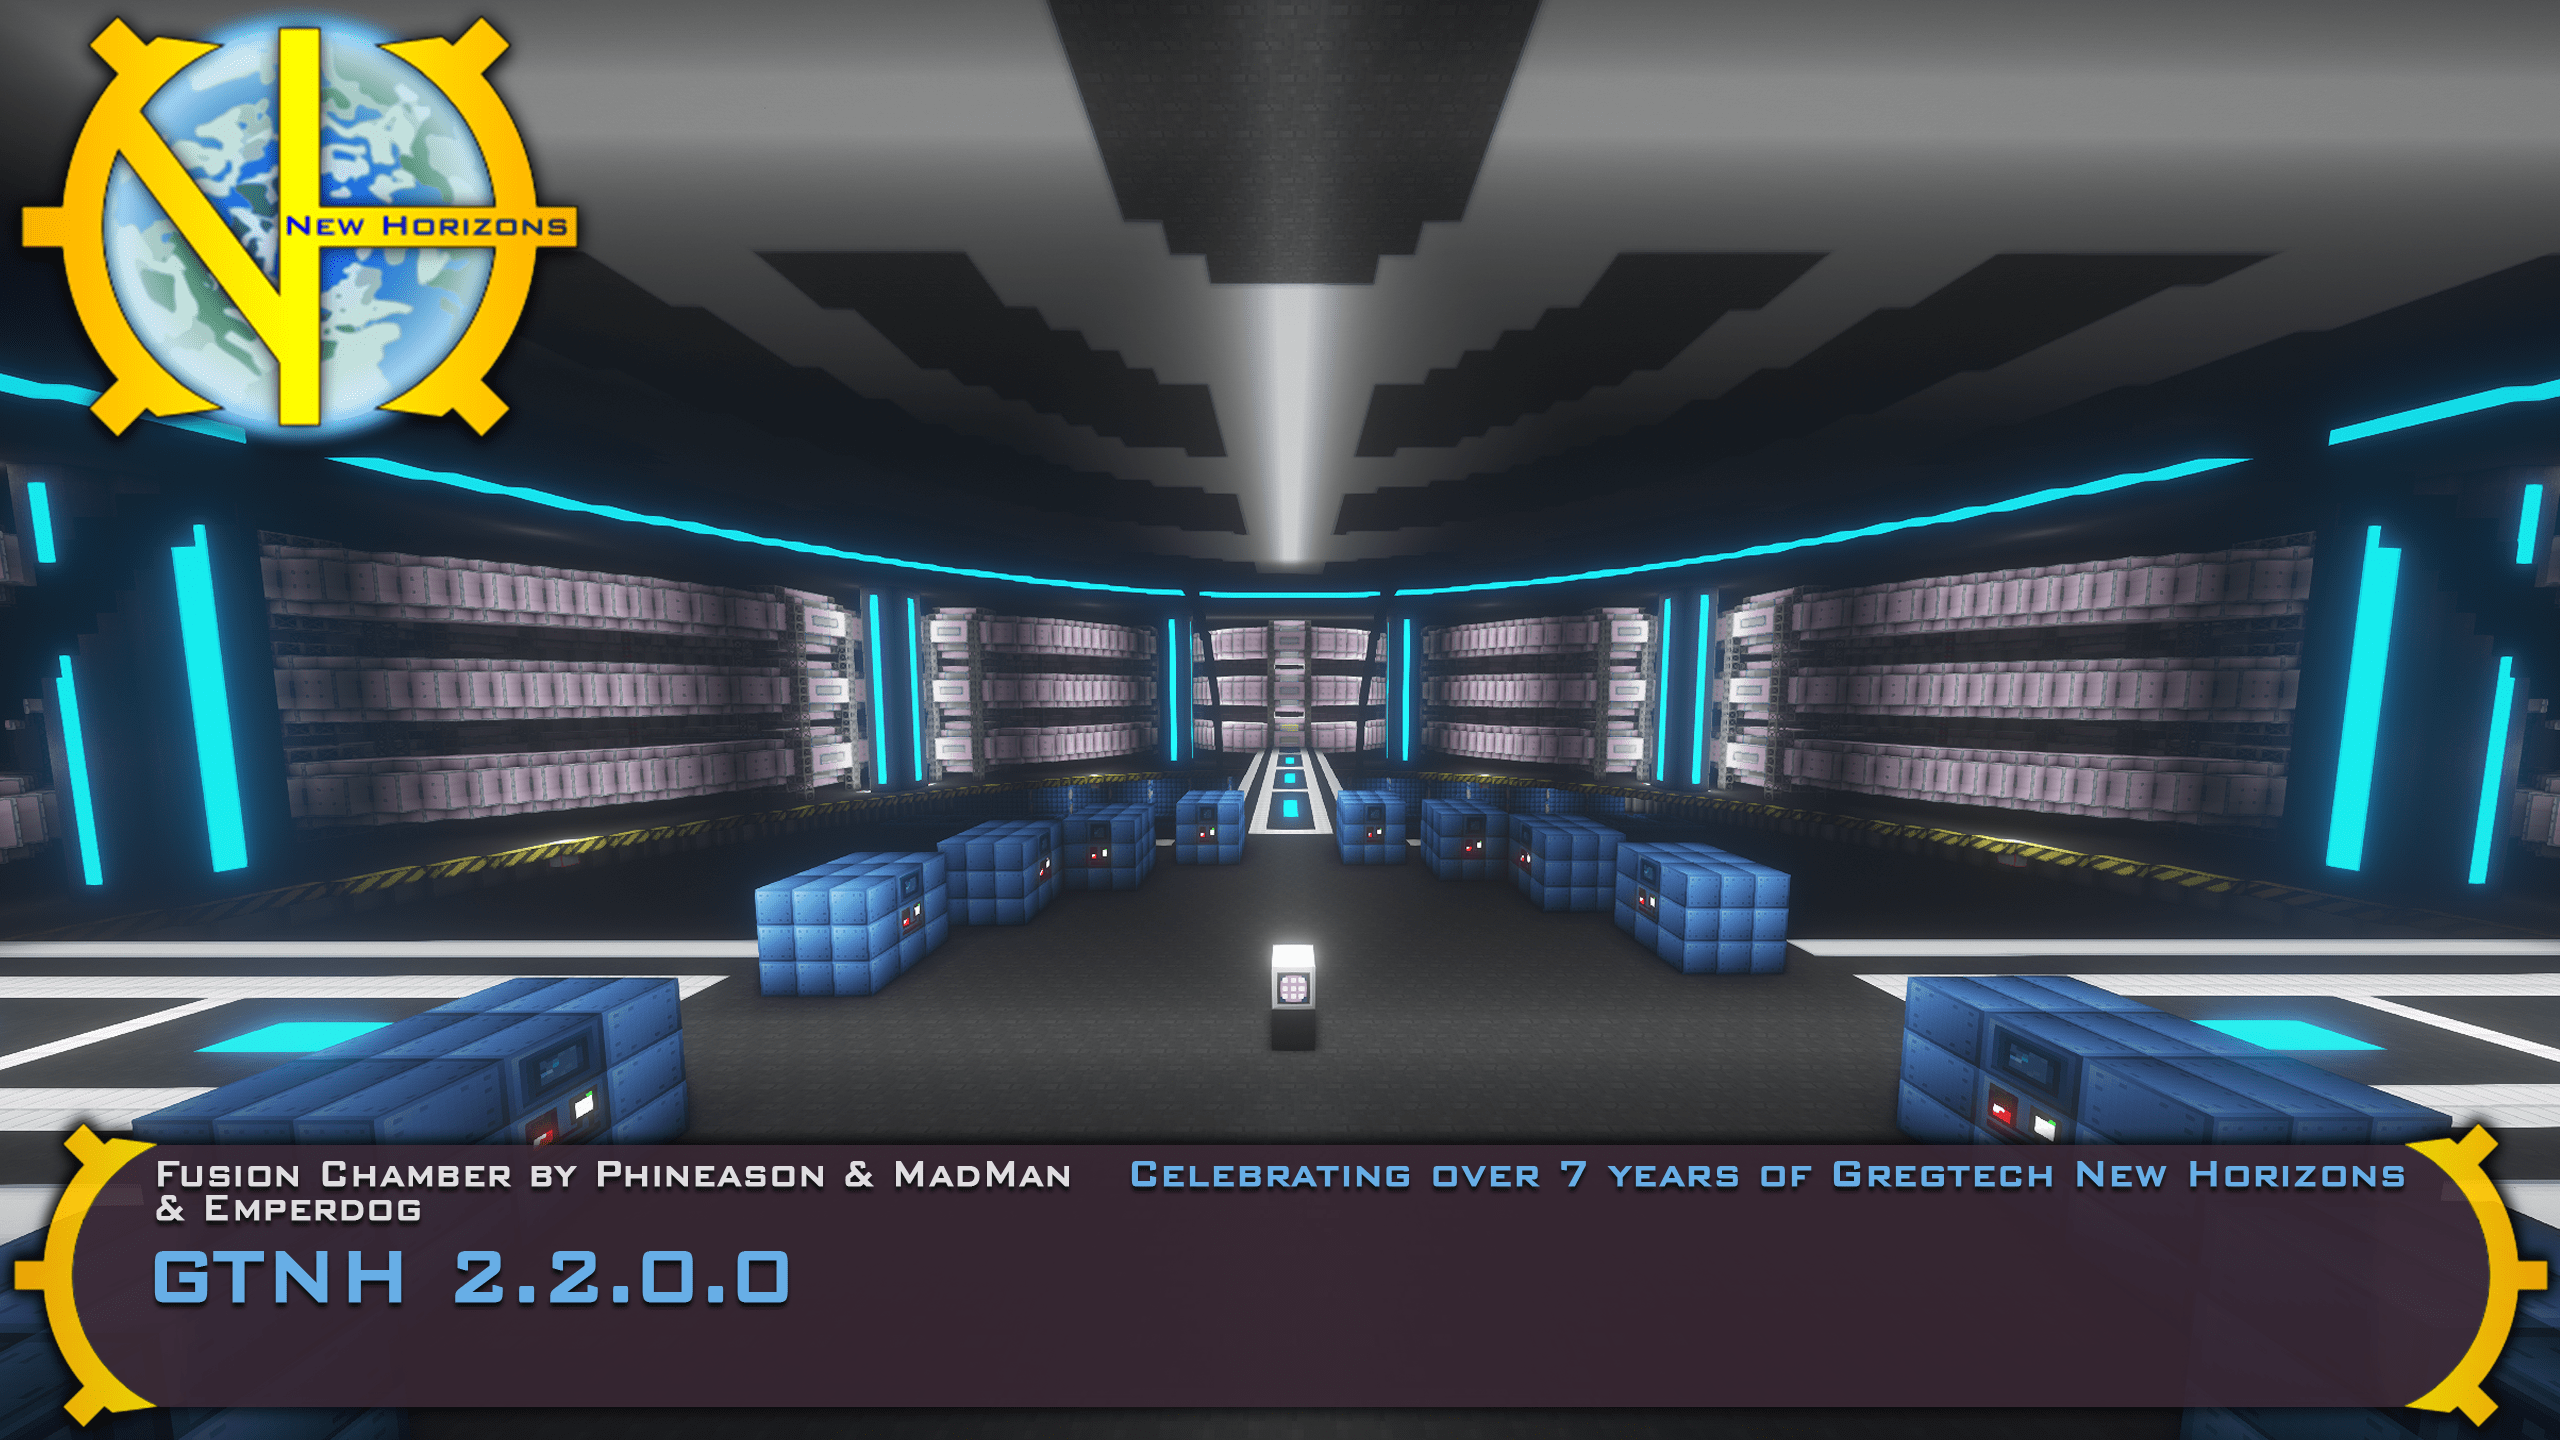 New Horizons
Fusion Chamber by Phineason & MadMan
& Emperdog
Celebrating over 7 years of Gregtech New Horizons
GTNH 2.2.0.0